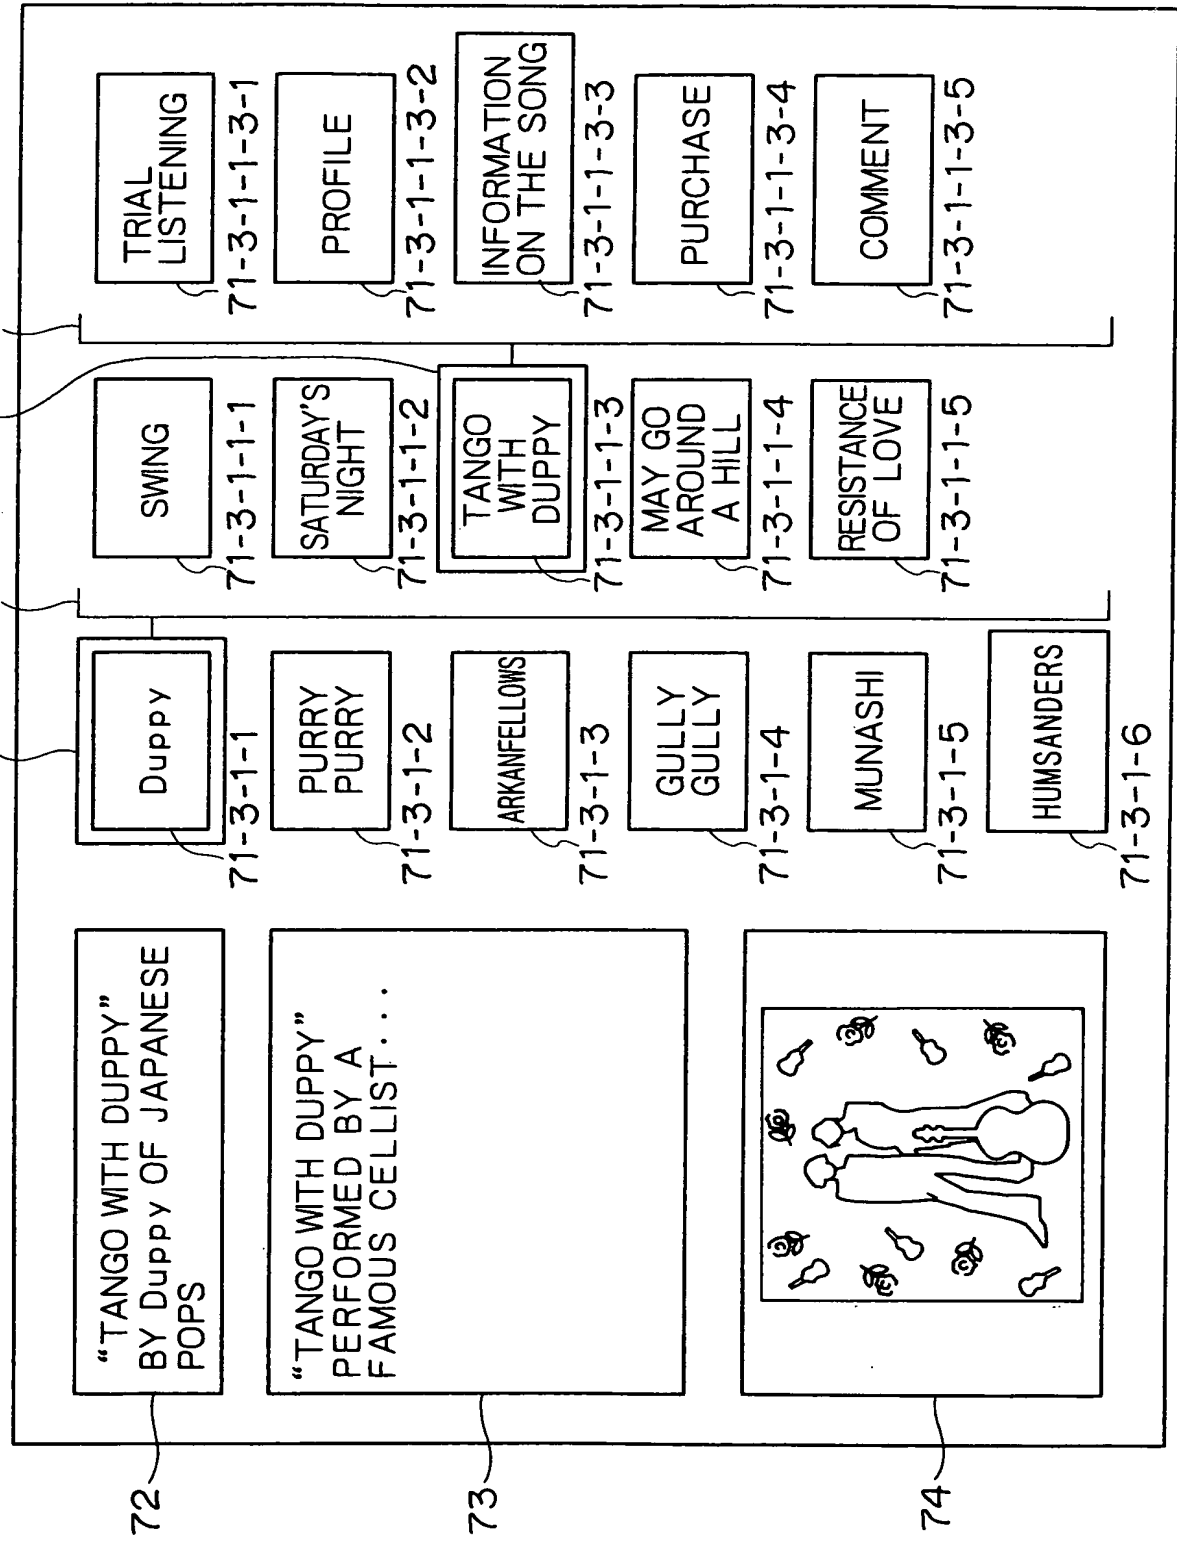 72
"TANGO WITH DUPPY"
BY Duppy OF JAPANESE
POPS
73
"TANGO WITH DUPPY"
PERFORMED BY A
FAMOUS CELLIST....
74
Duppy
71-3-1-1
PURRY
PURRY
71-3-1-2
ARKANFELLOWS
71-3-1-3
GULLY
GULLY
71-3-1-4
MUNASHI
71-3-1-5
HUMSANDERS
71-3-1-6
SWING
71-3-1-1-1
SATURDAY'S
NIGHT
71-3-1-1-2
TANGO
WITH
DUPPY
71-3-1-1-3
MAY GO
AROUND
A HILL
71-3-1-1-4
RESISTANCE
OF LOVE
71-3-1-1-5
TRIAL
LISTENING
71-3-1-1-3-1
PROFILE
71-3-1-1-3-2
INFORMATION
ON THE SONG
71-3-1-1-3-3
PURCHASE
71-3-1-1-3-4
COMMENT
71-3-1-1-3-5